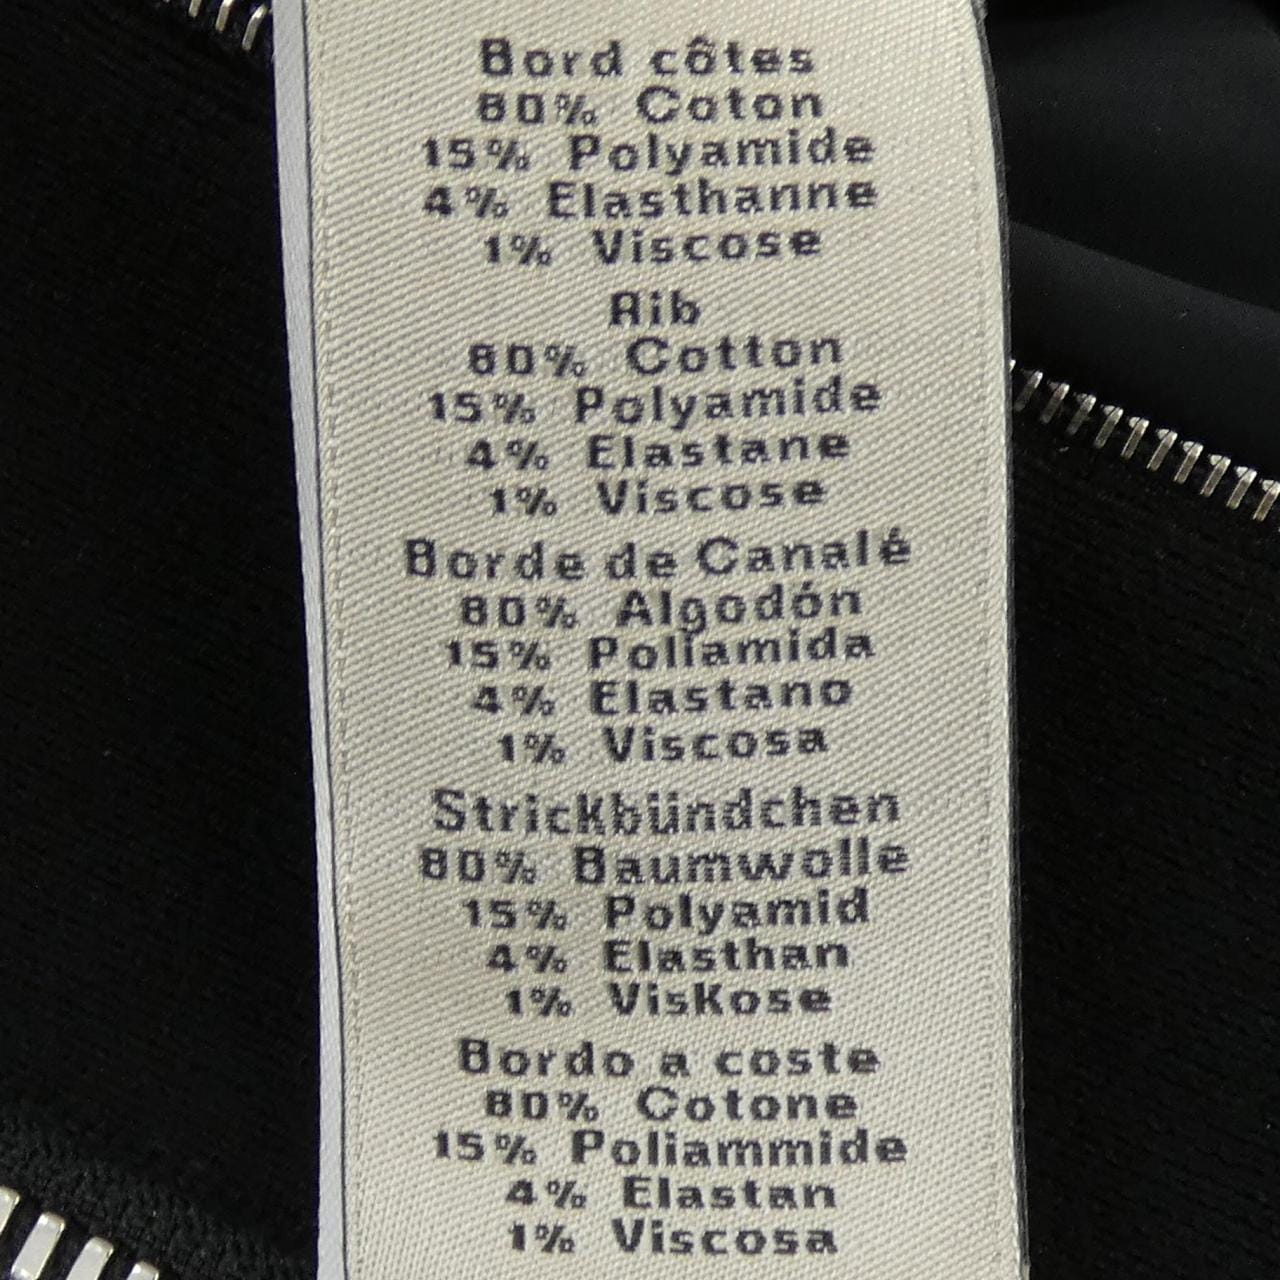 Bord côtes
80% Coton
15% Polyamide
4% Elasthanne
1% Viscose
Rib
80% Cotton
15% Polyamide
4% Elastane
1% Viscose
Borde de Canalé
80% Algodón
15% Poliamida
4% Elastano
1% Viscosa
Strickbündchen
80% Baumwolle
15% Polyamid
4% Elasthan
1% Viskose
Bordo a coste
80% Cotone
15% Poliammide
4% Elastan
1% Viscosa